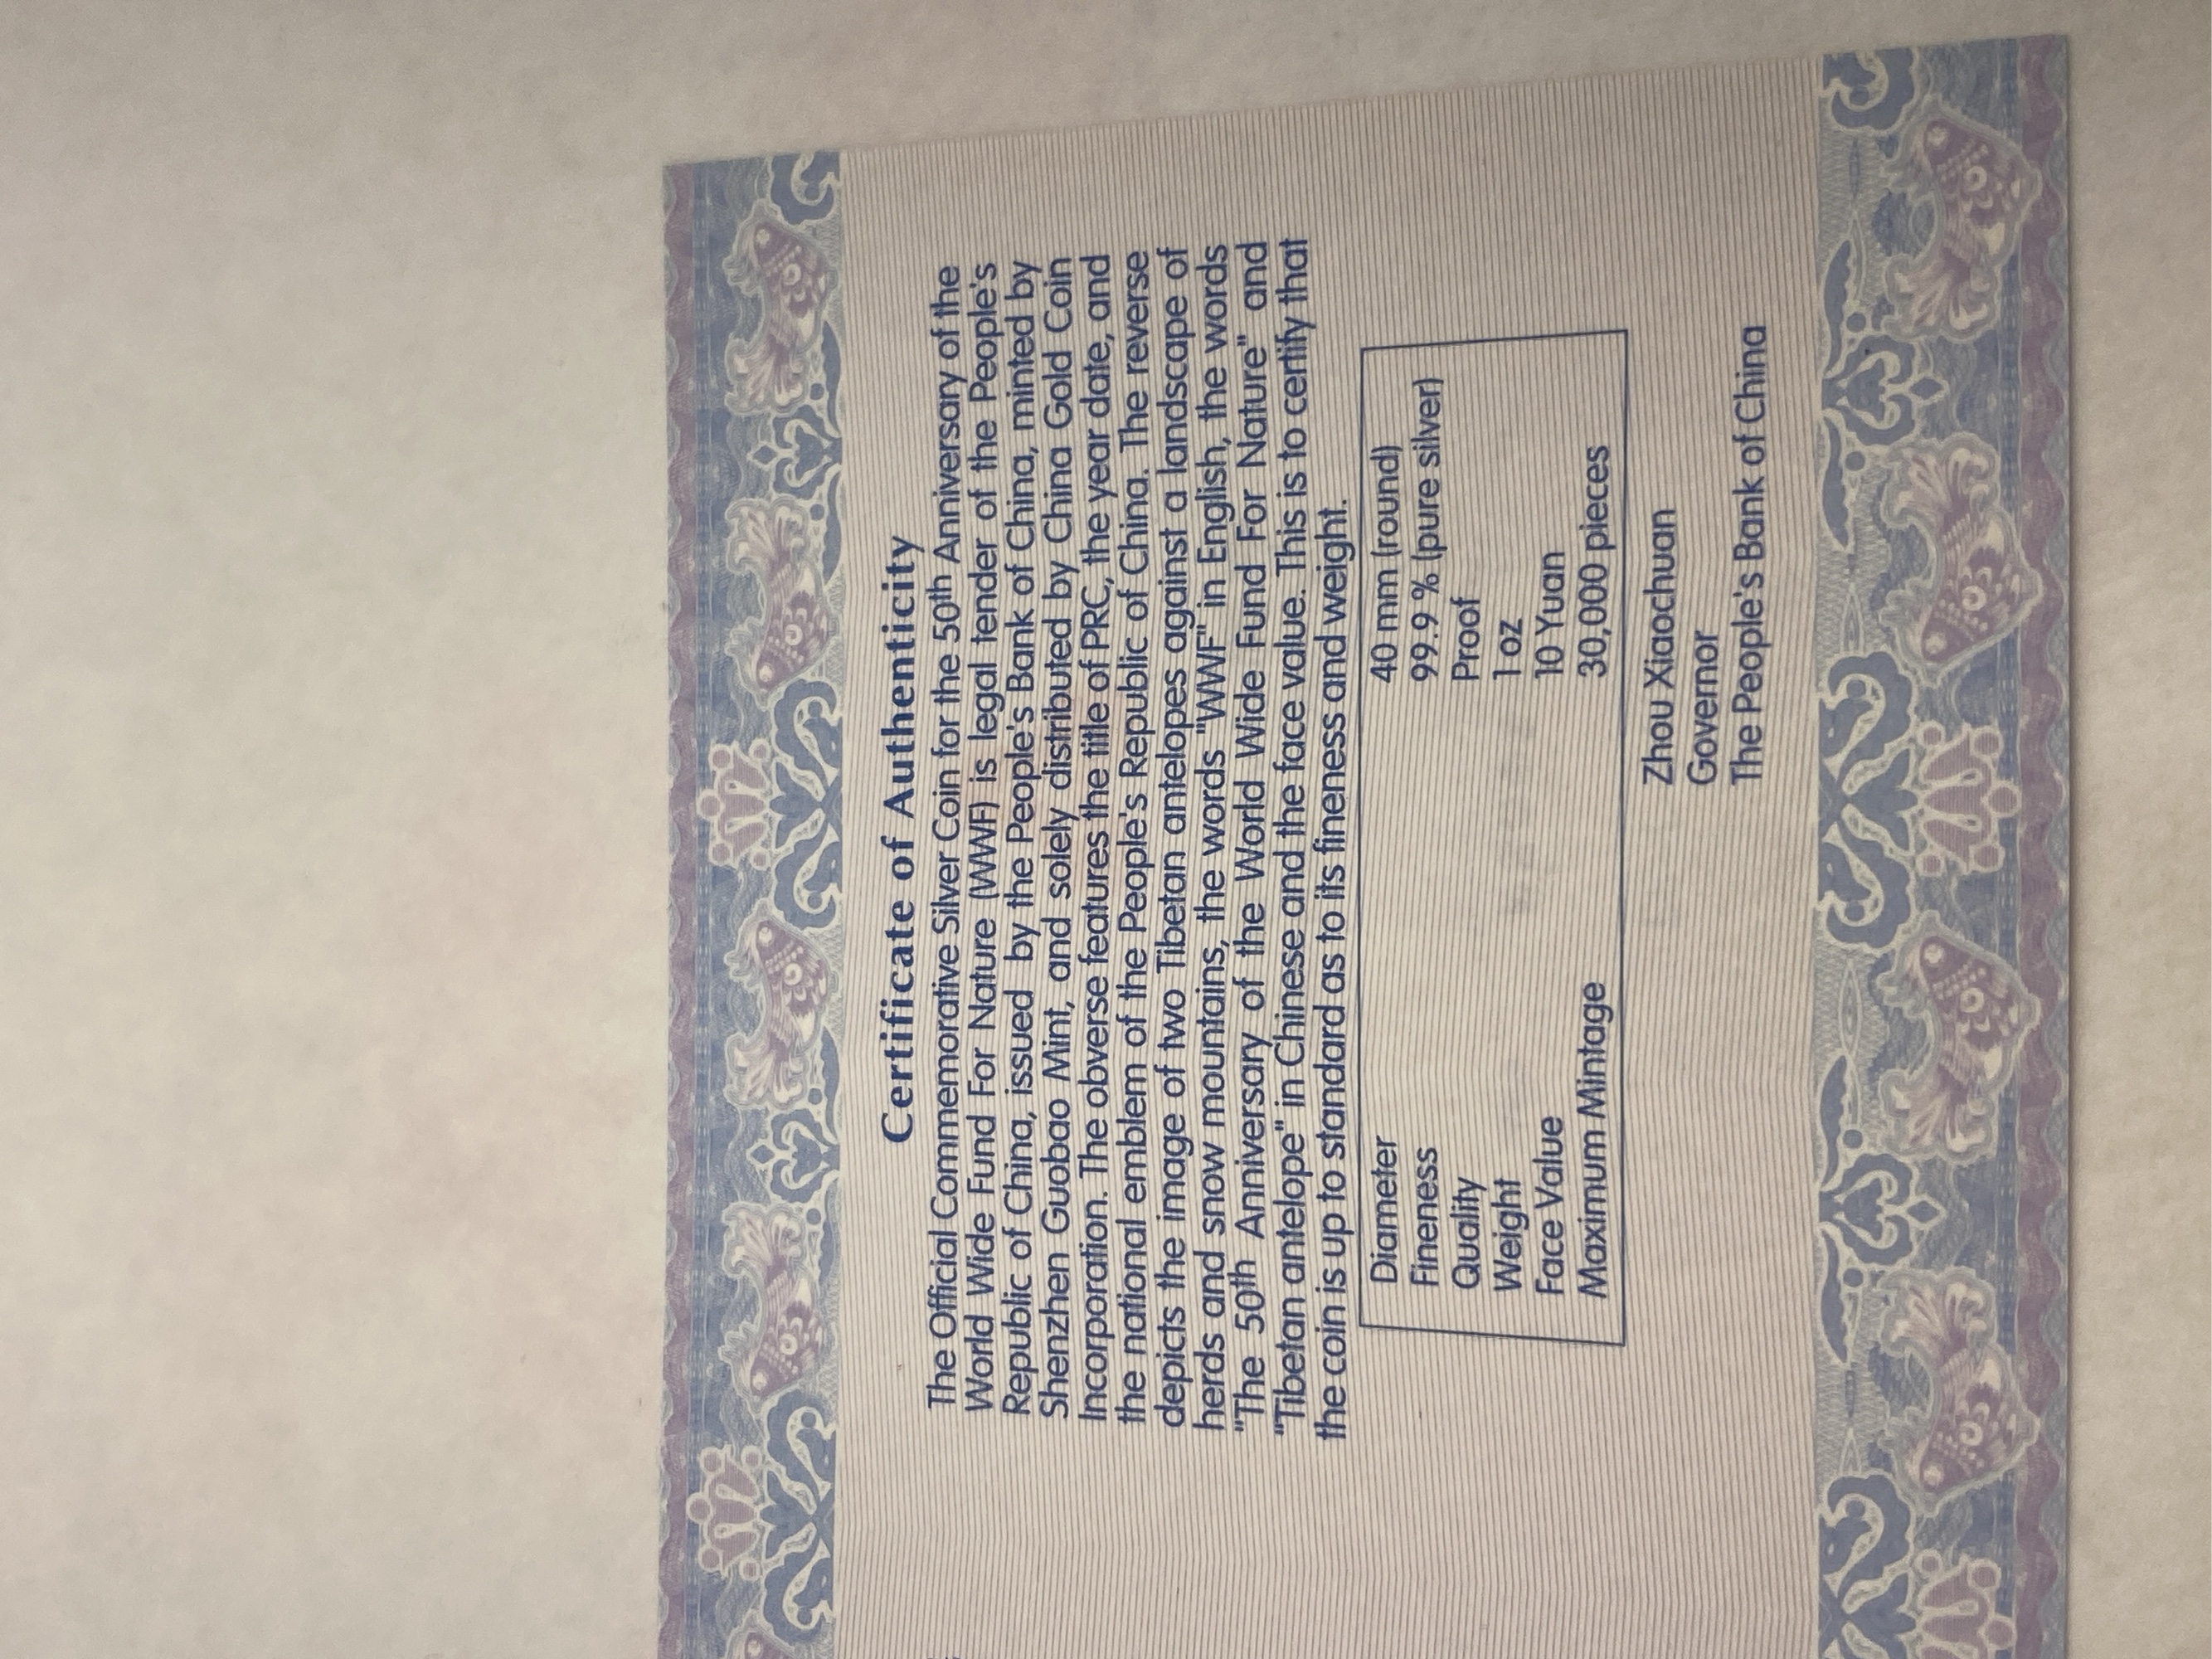 Certificate of Authenticity
The Official Commemorative Silver Coin for the 50th Anniversary of the
World Wide Fund For Nature (WWF) is legal tender of the People's
Republic of China, issued by the People's Bank of China, minted by
Shenzhen Guobao Mint, and solely distributed by China Gold Coin
Incorporation. The obverse features the title of PRC, the year date, and
the national emblem of the People's Republic of China. The reverse
depicts the image of two Tibetan antelopes against a landscape of
herds and snow mountains, the words "WWF" in English, the words
"The 50th Anniversary of the World Wide Fund For Nature" and
"Tibetan antelope" in Chinese and the face value. This is to certify that
the coin is up to standard as to its fineness and weight.
Diameter 40 mm (round)
Fineness 99.9 % (pure silver)
Quality Proof
Weight 1 oz
Face Value 10 Yuan
Maximum Mintage 30,000 pieces
Zhou Xiaochuan
Governor
The People's Bank of China